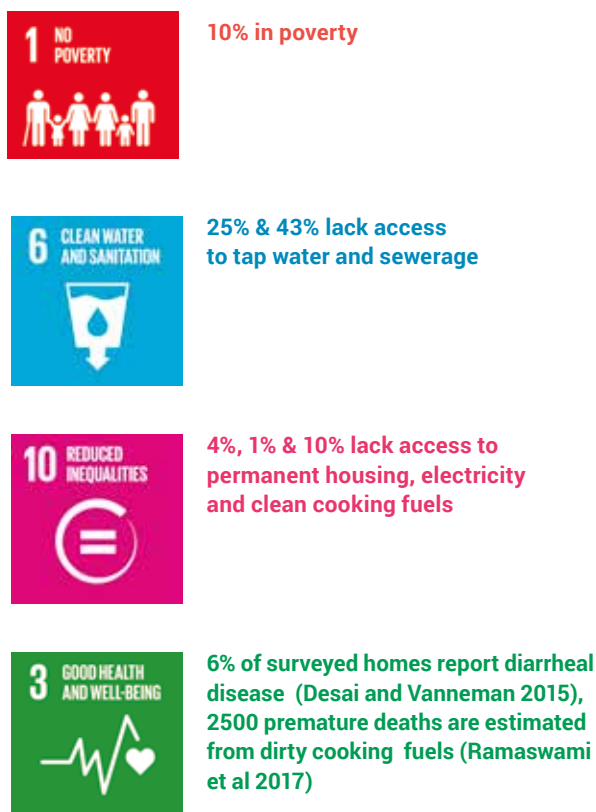 1 NO
POVERTY
10% in poverty
6 CLEAN WATER
AND SANITATION
25% & 43% lack access
to tap water and sewerage
10 REDUCED
INEQUALITIES
4%, 1% & 10% lack access to
permanent housing, electricity
and clean cooking fuels
3 GOOD HEALTH
AND WELL-BEING
6% of surveyed homes report diarrheal
disease (Desai and Vanneman 2015),
2500 premature deaths are estimated
from dirty cooking fuels (Ramaswami
et al 2017)